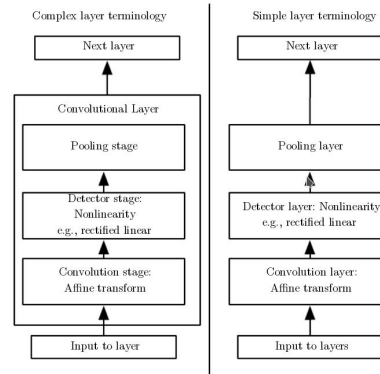 Complex layer terminology
Next layer
Convolutional Layer
Pooling stage
Detector stage:
Nonlinearity
e.g., rectified linear
Convolution stage:
Affine transform
Input to layer
Simple layer terminology
Next layer
Pooling layer
Detector layer: Nonlinearity
e.g., rectified linear
Convolution layer:
Affine transform
Input to layers